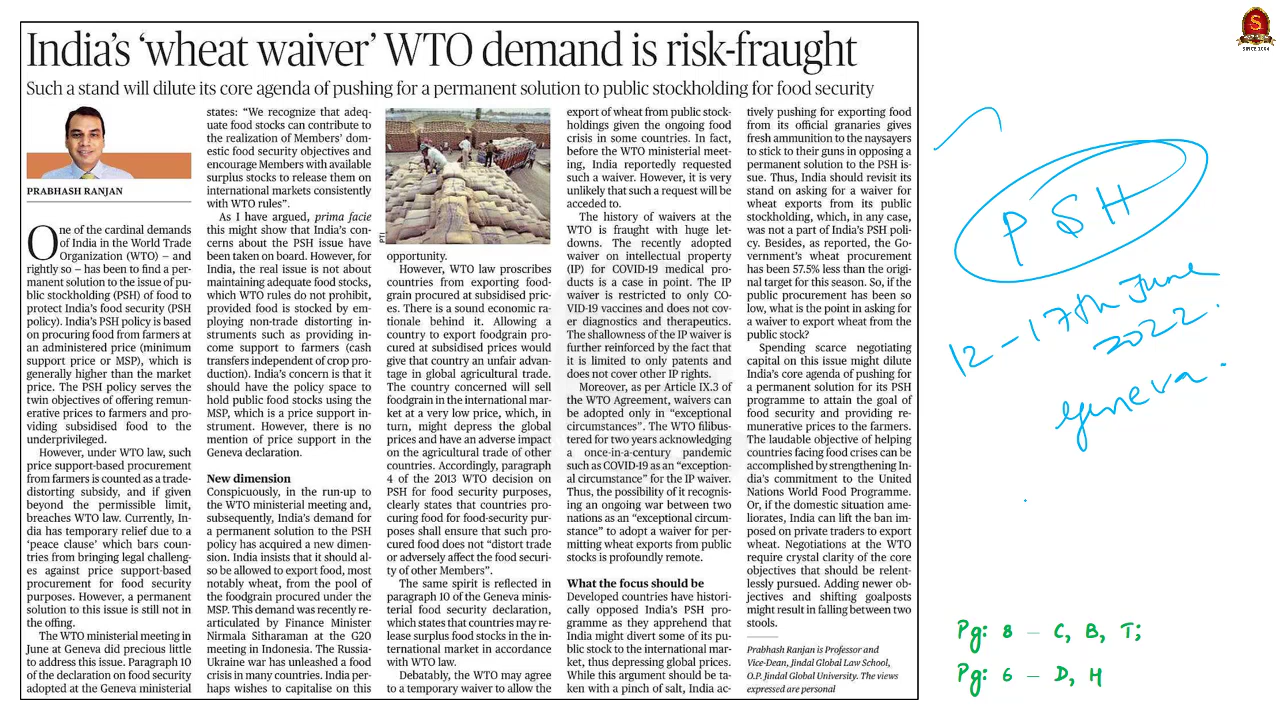 India's ‘wheat waiver’ WTO demand is risk-fraught
Such a stand will dilute its core agenda of pushing for a permanent solution to public stockholding for food security
PRABHASH RANJAN
One of the cardinal demands
of India in the World Trade
Organization (WTO) – and
rightly so – has been to find a per-
manent solution to the issue of pu-
blic stockholding (PSH) of food to
protect India's food security (PSH
policy). India's PSH policy is based
on procuring food from farmers at
an administered price (minimum
support price or MSP), which is
generally higher than the market
price. The PSH policy serves the
twin objectives of offering remun-
erative prices to farmers and pro-
viding subsidised food to the
underprivileged.
However, under WTO law, such
price support-based procurement
from farmers is counted as a trade-
distorting subsidy, and if given
beyond the permissible limit,
breaches WTO law. Currently, In-
dia has temporary relief due to a
‘peace clause’ which bars coun-
tries from bringing legal challeng-
es against price support-based
procurement for food security
purposes. However, a permanent
solution to this issue is still not in
the offing.
The WTO ministerial meeting in
June at Geneva did precious little
to address this issue. Paragraph 10
of the declaration on food security
adopted at the Geneva ministerial
states: “We recognize that adeq-
uate food stocks can contribute to
the realization of Members' dom-
estic food security objectives and
encourage Members with available
surplus stocks to release them on
international markets consistently
with WTO rules”.
As I have argued, prima facie
this might show that India's con-
cerns about the PSH issue have
been taken on board. However, for
India, the real issue is not about
maintaining adequate food stocks,
which WTO rules do not prohibit,
provided food is stocked by em-
ploying non-trade distorting in-
struments such as providing in-
come support to farmers (cash
transfers independent of crop pro-
duction). India's concern is that it
should have the policy space to
hold public food stocks using the
MSP, which is a price support in-
strument. However, there is no
mention of price support in the
Geneva declaration.
New dimension
Conspicuously, in the run-up to
the WTO ministerial meeting and,
subsequently, India's demand for
a permanent solution to the PSH
policy has acquired a new dimen-
sion. India insists that it should al-
so be allowed to export food, most
notably wheat, from the pool of
the foodgrain procured under the
MSP. This demand was recently re-
articulated by Finance Minister
Nirmala Sitharaman at the G20
meeting in Indonesia. The Russia-
Ukraine war has unleashed a food
crisis in many countries. India per-
haps wishes to capitalise on this
PTI
opportunity.
However, WTO law proscribes
countries from exporting food-
grain procured at subsidised pric-
es. There is a sound economic ra-
tionale behind it. Allowing a
country to export foodgrain pro-
cured at subsidised prices would
give that country an unfair advan-
tage in global agricultural trade.
The country concerned will sell
foodgrain in the international mar-
ket at a very low price, which, in
turn, might depress the global
prices and have an adverse impact
on the agricultural trade of other
countries. Accordingly, paragraph
4 of the 2013 WTO decision on
PSH for food security purposes,
clearly states that countries pro-
curing food for food-security pur-
poses shall ensure that such pro-
cured food does not “distort trade
or adversely affect the food securi-
ty of other Members”.
The same spirit is reflected in
paragraph 10 of the Geneva minis-
terial food security declaration,
which states that countries may re-
lease surplus food stocks in the in-
ternational market in accordance
with WTO law.
Debatably, the WTO may agree
to a temporary waiver to allow the
export of wheat from public stock-
holdings given the ongoing food
crisis in some countries. In fact,
before the WTO ministerial meet-
ing, India reportedly requested
such a waiver. However, it is very
unlikely that such a request will be
acceded to.
The history of waivers at the
WTO is fraught with huge let-
downs. The recently adopted
waiver on intellectual property
(IP) for COVID-19 medical pro-
ducts is a case in point. The IP
waiver is restricted to only CO-
VID-19 vaccines and does not cov-
er diagnostics and therapeutics.
The shallowness of the IP waiver is
further reinforced by the fact that
it is limited to only patents and
does not cover other IP rights.
Moreover, as per Article IX.3 of
the WTO Agreement, waivers can
be adopted only in “exceptional
circumstances”. The WTO filibus-
tered for two years acknowledging
a once-in-a-century pandemic
such as COVID-19 as an “exception-
al circumstance” for the IP waiver.
Thus, the possibility of it recognis-
ing an ongoing war between two
nations as an “exceptional circum-
stance” to adopt a waiver for per-
mitting wheat exports from public
stocks is profoundly remote.
What the focus should be
Developed countries have histori-
cally opposed India's PSH pro-
gramme as they apprehend that
India might divert some of its pu-
blic stock to the international mar-
ket, thus depressing global prices.
While this argument should be ta-
ken with a pinch of salt, India ac-
tively pushing for exporting food
from its official granaries gives
fresh ammunition to the naysayers
to stick to their guns in opposing a
permanent solution to the PSH is-
sue. Thus, India should revisit its
stand on asking for a waiver for
wheat exports from its public
stockholding, which, in any case,
was not a part of India's PSH pol-
icy. Besides, as reported, the Go-
vernment's wheat procurement
has been 57.5% less than the origi-
nal target for this season. So, if the
public procurement has been so
low, what is the point in asking for
a waiver to export wheat from the
public stock?
Spending scarce negotiating
capital on this issue might dilute
India's core agenda of pushing for
a permanent solution for its PSH
programme to attain the goal of
food security and providing re-
munerative prices to the farmers.
The laudable objective of helping
countries facing food crises can be
accomplished by strengthening In-
dia's commitment to the United
Nations World Food Programme.
Or, if the domestic situation ame-
liorates, India can lift the ban im-
posed on private traders to export
wheat. Negotiations at the WTO
require crystal clarity of the core
objectives that should be relent-
lessly pursued. Adding newer ob-
jectives and shifting goalposts
might result in falling between two
stools.
Prabhash Ranjan is Professor and
Vice-Dean, Jindal Global Law School,
O.P. Jindal Global University. The views
expressed are personal
PSH
12 – 17th June
2022.
Geneva.
Pg: 8 – C, B, T;
Pg: 6 – D, H
S
SINCE 2004